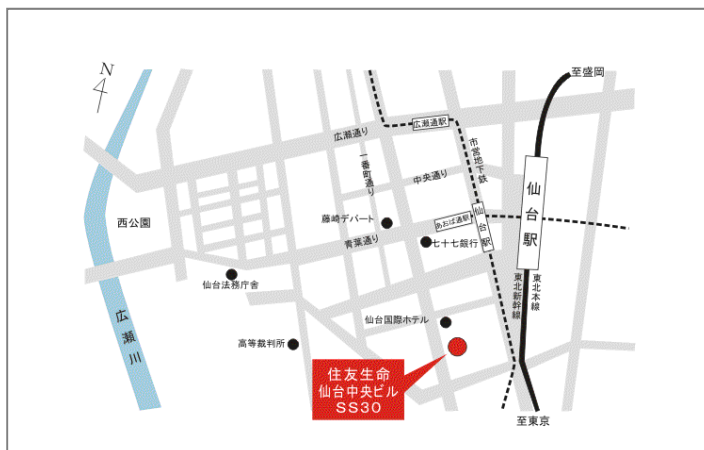 N
至盛岡
広瀬通り
広瀬通駅
一番町通り
中央通り
市営地下鉄
仙台駅
西公園
藤崎デパート
あおば通駅
仙台駅
青葉通り
七十七銀行
仙台法務庁舎
東北新幹線
東北本線
広瀬川
仙台国際ホテル
高等裁判所
住友生命
仙台中央ビル
SS30
至東京